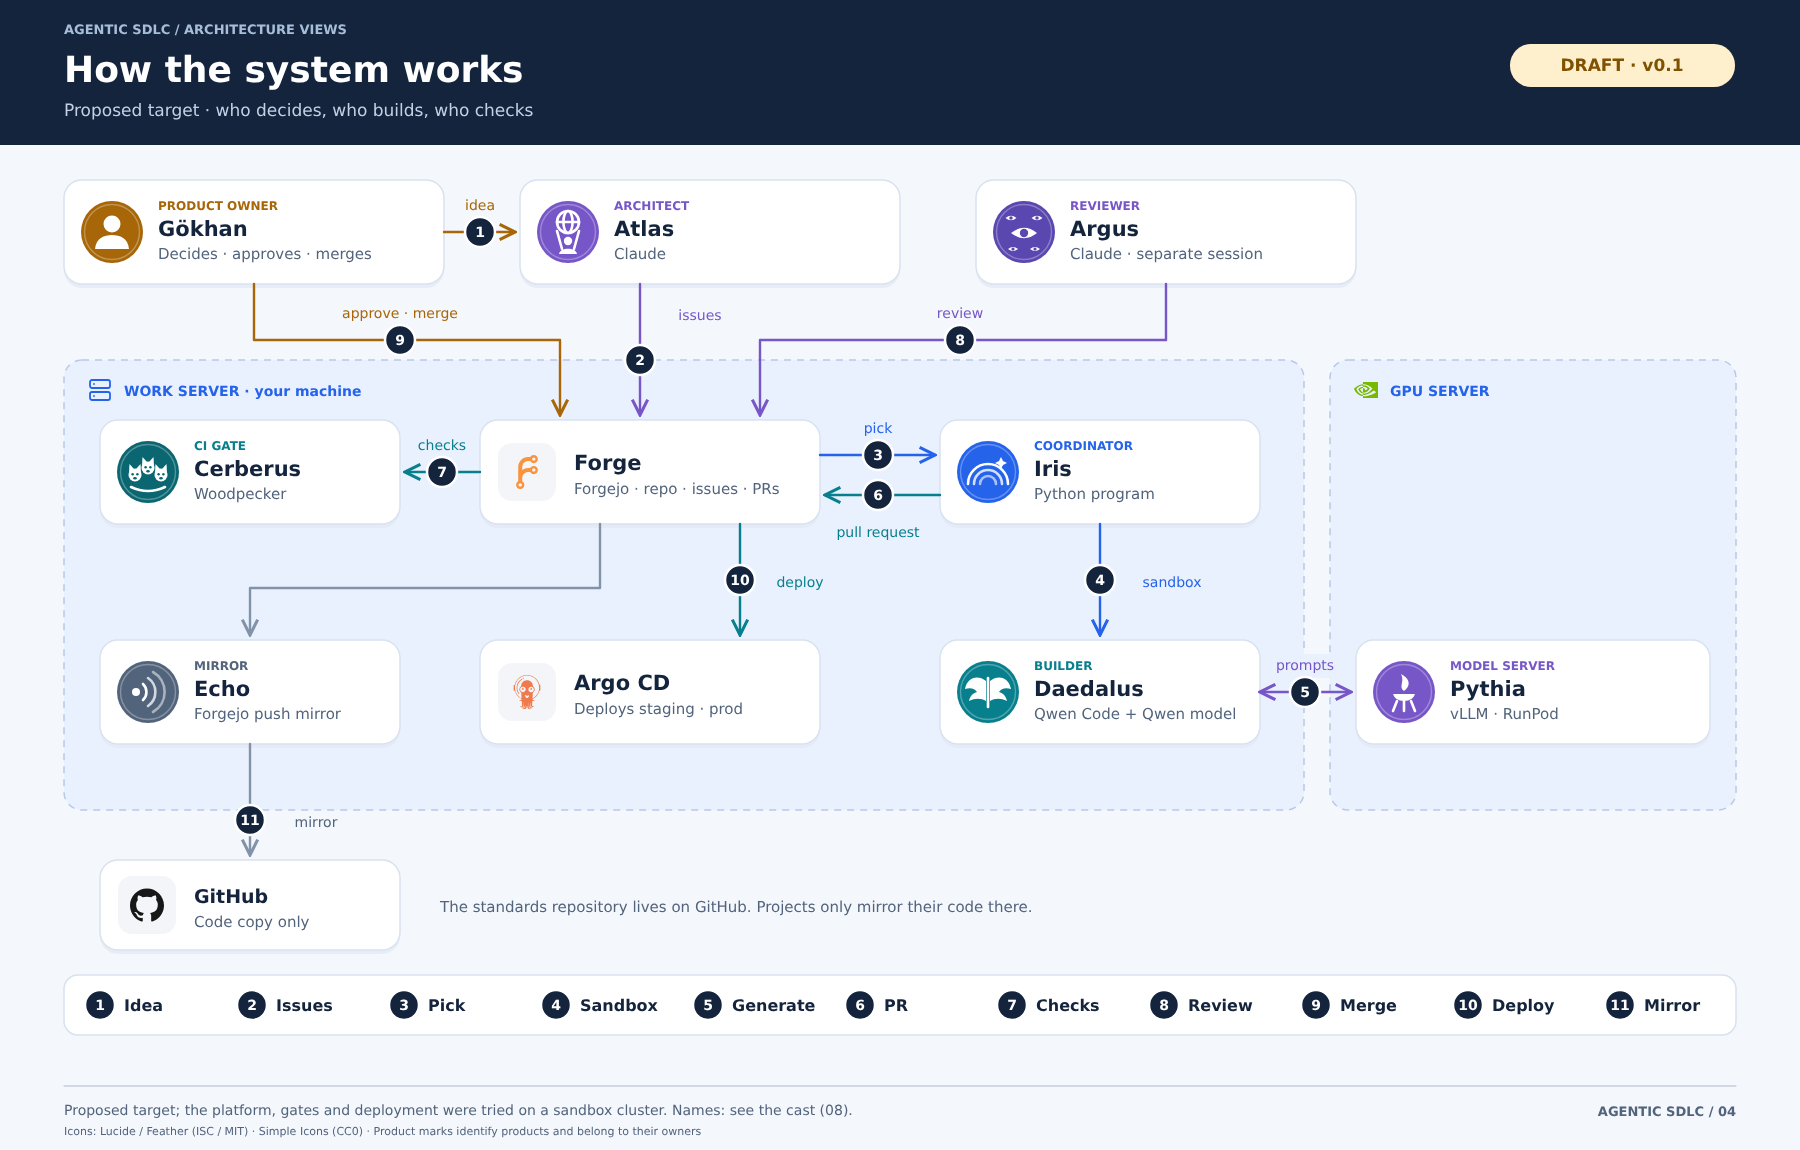 AGENTIC SDLC / ARCHITECTURE VIEWS
How the system works
Proposed target · who decides, who builds, who checks
DRAFT · v0.1
PRODUCT OWNER
Gökhan
Decides · approves · merges
idea
1
ARCHITECT
Atlas
Claude
REVIEWER
Argus
Claude · separate session
approve · merge
9
issues
2
review
8
WORK SERVER · your machine
GPU SERVER
CI GATE
Cerberus
Woodpecker
checks
7
Forge
Forgejo · repo · issues · PRs
pick
3
6
pull request
COORDINATOR
Iris
Python program
10
deploy
4
sandbox
MIRROR
Echo
Forgejo push mirror
Argo CD
Deploys staging · prod
BUILDER
Daedalus
Qwen Code + Qwen model
prompts
5
MODEL SERVER
Pythia
vLLM · RunPod
11
mirror
GitHub
Code copy only
The standards repository lives on GitHub. Projects only mirror their code there.
1 Idea
2 Issues
3 Pick
4 Sandbox
5 Generate
6 PR
7 Checks
8 Review
9 Merge
10 Deploy
11 Mirror
Proposed target; the platform, gates and deployment were tried on a sandbox cluster. Names: see the cast (08).
AGENTIC SDLC / 04
Icons: Lucide / Feather (ISC / MIT) · Simple Icons (CC0) · Product marks identify products and belong to their owners